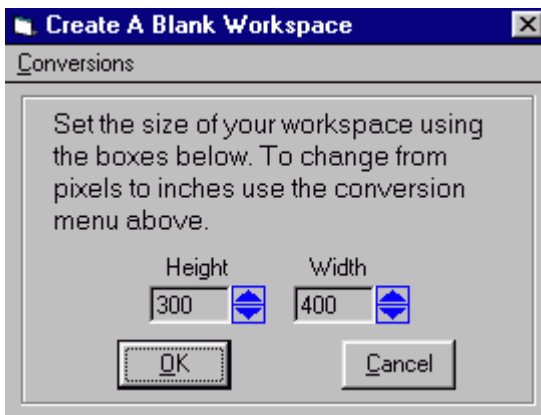 Create A Blank Workspace
Conversions
Set the size of your workspace using
the boxes below. To change from
pixels to inches use the conversion
menu above.
Height Width
300 400
OK Cancel